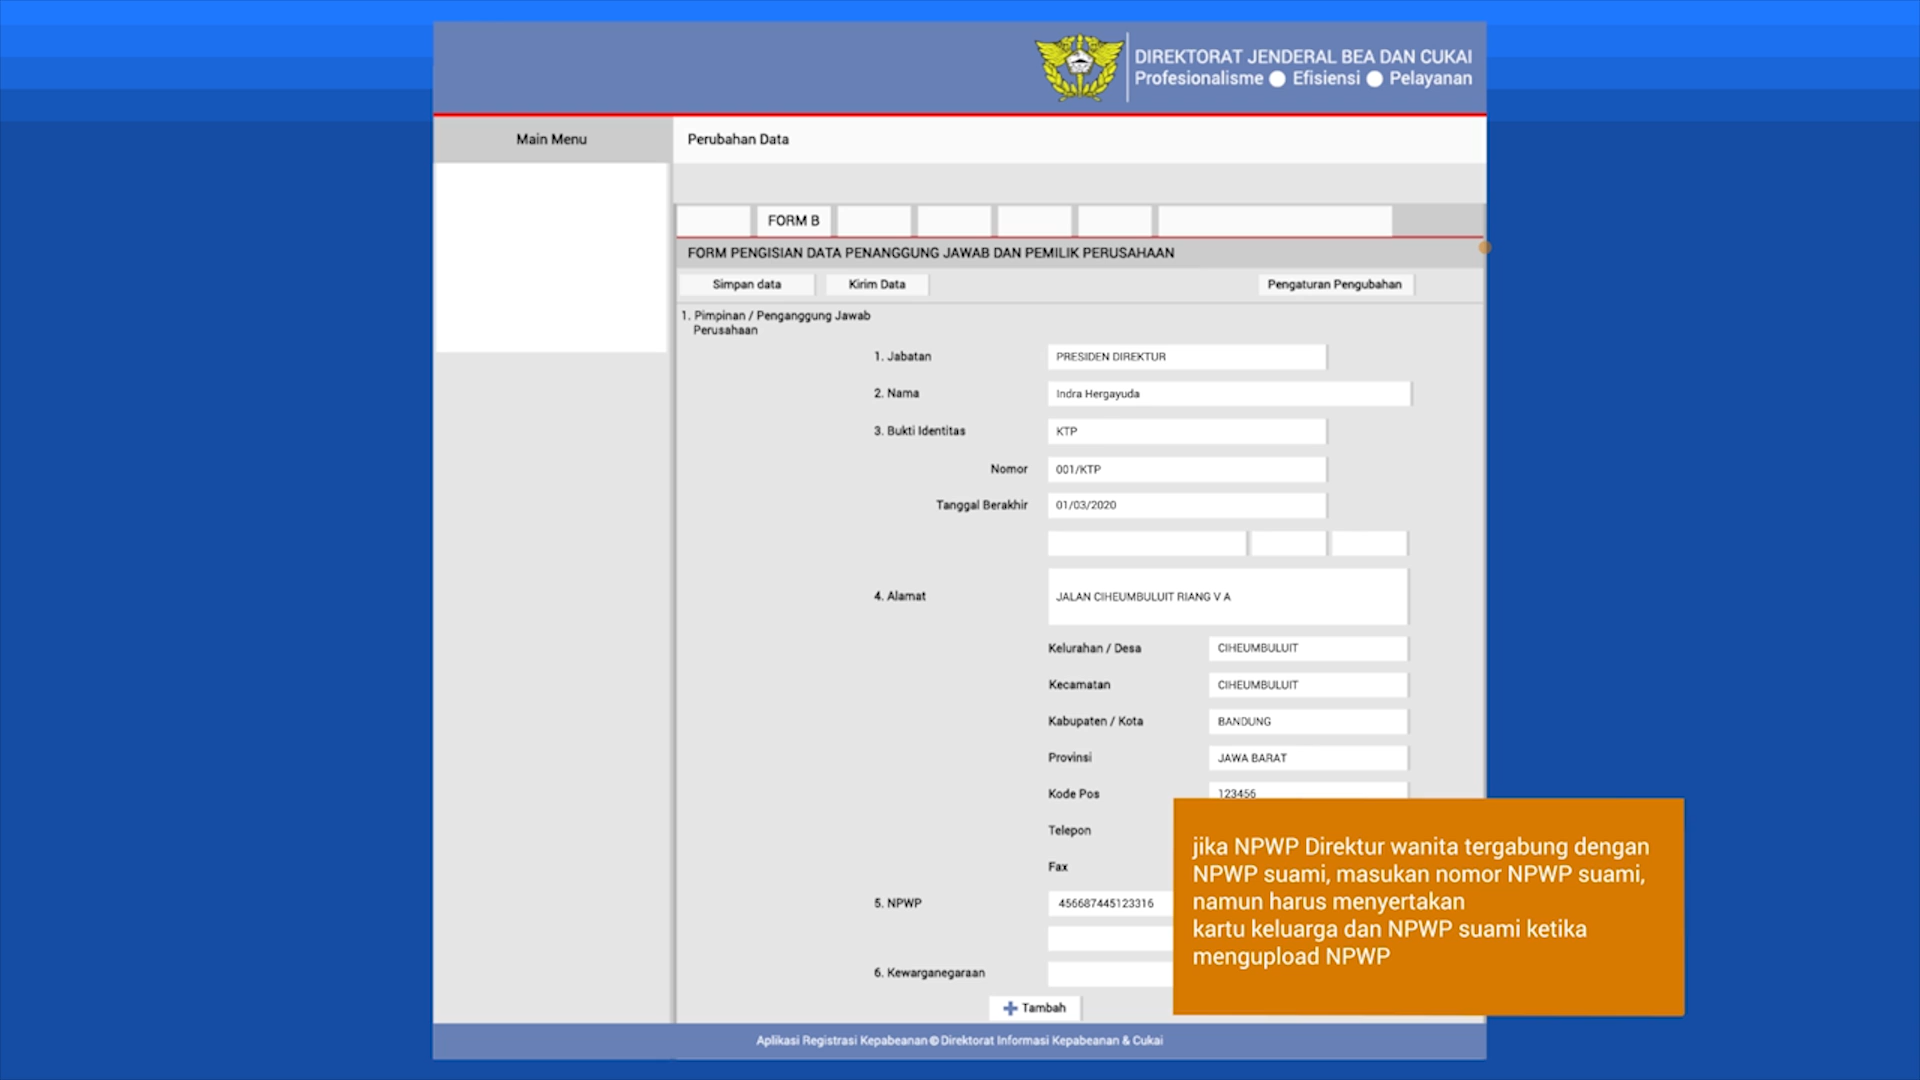 DIREKTORAT JENDERAL BEA DAN CUKAI
Profesionalisme ● Efisiensi ● Pelayanan
Main Menu
Perubahan Data
FORM B
FORM PENGISIAN DATA PENANGGUNG JAWAB DAN PEMILIK PERUSAHAAN
Simpan data
Kirim Data
Pengaturan Pengubahan
1. Pimpinan / Penganggung Jawab
Perusahaan
1. Jabatan
PRESIDEN DIREKTUR
2. Nama
Indra Hergayuda
3. Bukti Identitas
KTP
Nomor
001/KTP
Tanggal Berakhir
01/03/2020
4. Alamat
JALAN CIHEUMBULUIT RIANG V A
Kelurahan / Desa
CIHEUMBULUIT
Kecamatan
CIHEUMBULUIT
Kabupaten / Kota
BANDUNG
Provinsi
JAWA BARAT
Kode Pos
123456
Telepon
Fax
5. NPWP
456687445123316
6. Kewarganegaraan
Tambah
jika NPWP Direktur wanita tergabung dengan
NPWP suami, masukan nomor NPWP suami,
namun harus menyertakan
kartu keluarga dan NPWP suami ketika
mengupload NPWP
Aplikasi Registrasi Kepabeanan © Direktorat Informasi Kepabeanan & Cukai